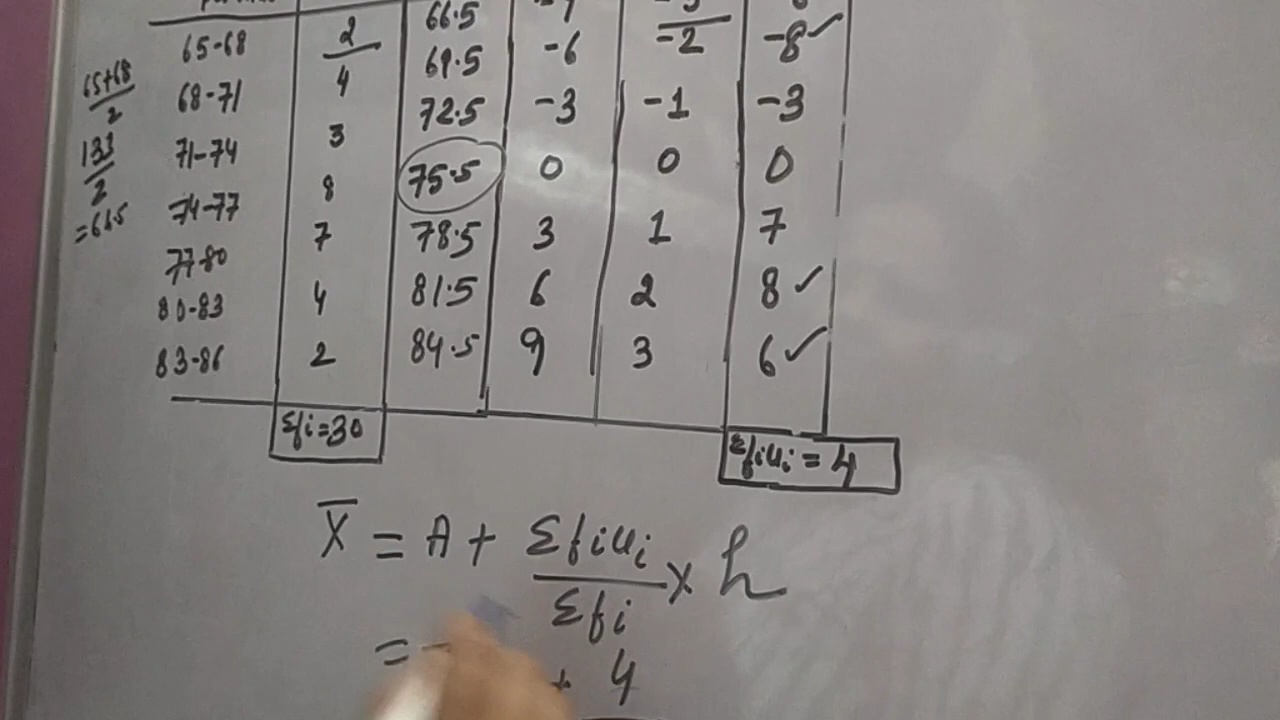 66.5
65-68 2 69.5 -6 -2 -8 ✓
65+68
2
68-71 4 72.5 -3 -1 -3
133
2
71-74 3 75.5 0 0 0
= 66.5
74-77 8 78.5 3 1 7
77-80 7 81.5 6 2 8 ✓
80-83 4 84.5 9 3 6 ✓
83-86 2
Σfi = 30
Σfiui = 4
X̅ = A + Σfiui × h
Σfi
=
+ 4